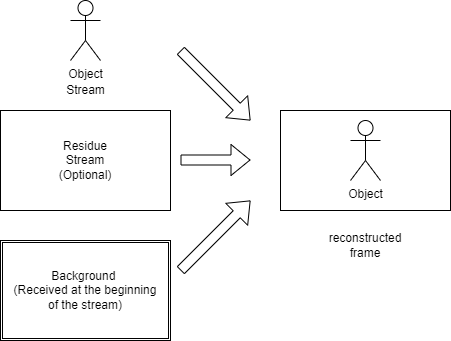 Object
Stream
Residue
Stream
(Optional)
Background
(Received at the beginning
of the stream)
Object
reconstructed
frame